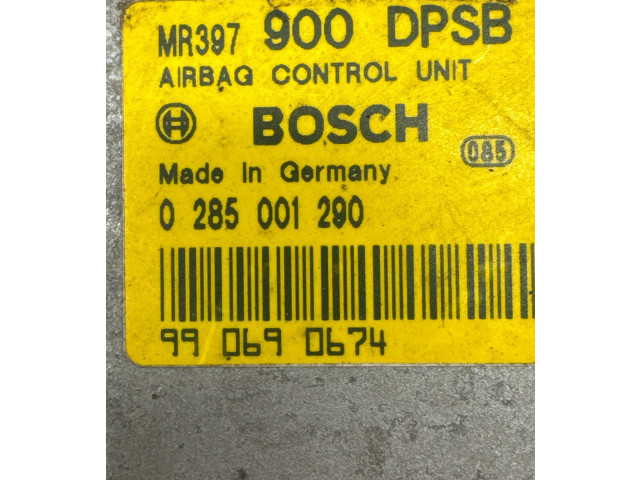 MR397 900 DPSB
AIRBAG CONTROL UNIT
BOSCH
085
Made In Germany
0 285 001 290
99 069 0674